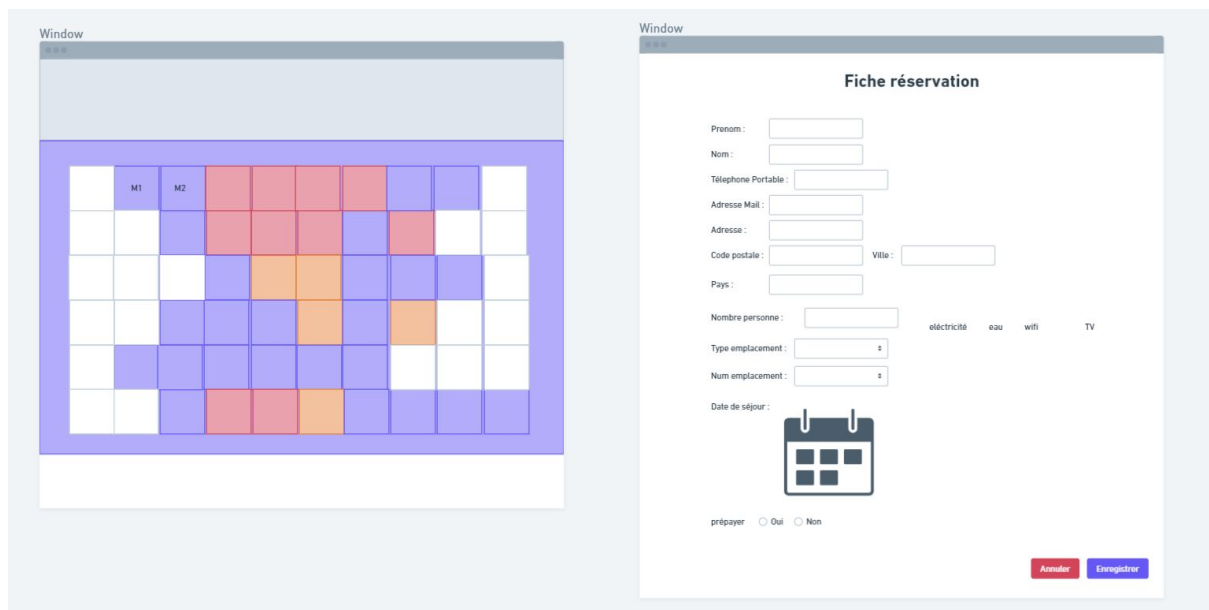 Window
M1 M2
Window
Fiche réservation
Prenom :
Nom :
Télephone Portable :
Adresse Mail :
Adresse :
Code postale : Ville :
Pays :
Nombre personne :
eléctricité eau wifi TV
Type emplacement :
Num emplacement :
Date de séjour :
prépayer Oui Non
Annuler Enregistrer